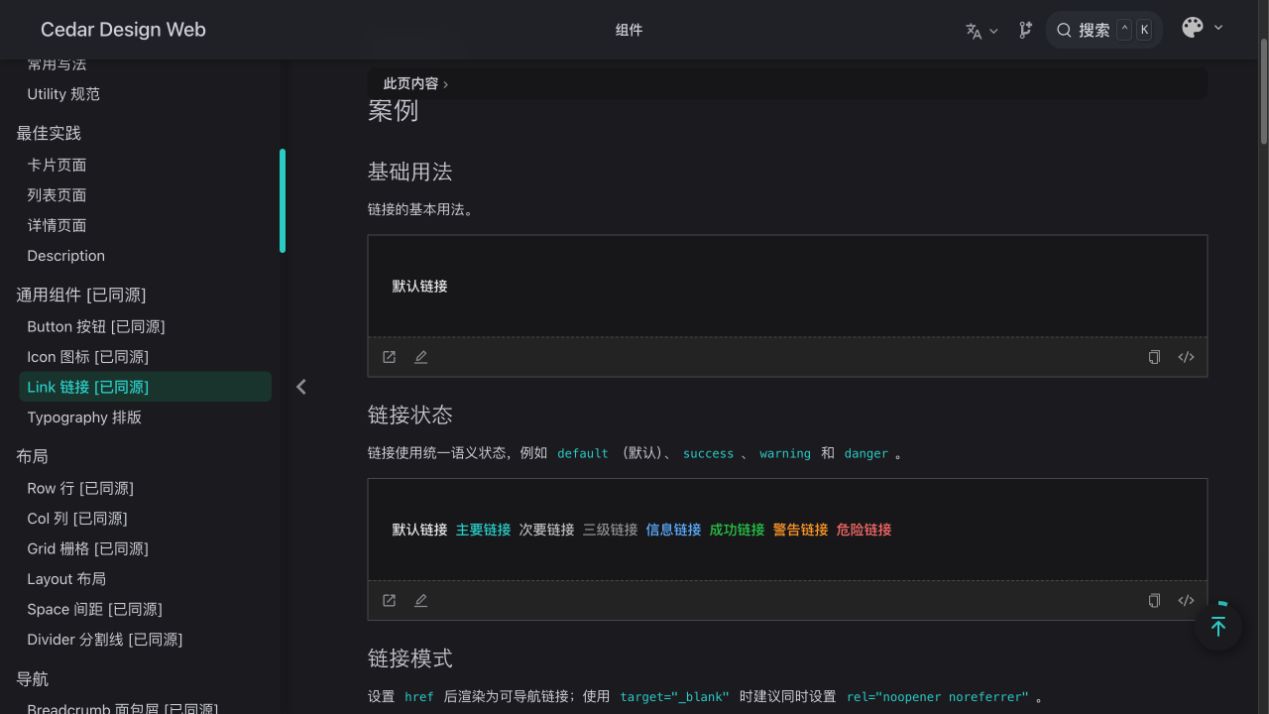 Cedar Design Web
组件
搜索 ^ K
常用写法
Utility 规范
最佳实践
卡片页面
列表页面
详情页面
Description
通用组件 [已同源]
Button 按钮 [已同源]
Icon 图标 [已同源]
Link 链接 [已同源]
Typography 排版
布局
Row 行 [已同源]
Col 列 [已同源]
Grid 栅格 [已同源]
Layout 布局
Space 间距 [已同源]
Divider 分割线 [已同源]
导航
Breadcrumb 面包屑 [已同源]
此页内容 ›
案例
基础用法
链接的基本用法。
默认链接
链接状态
链接使用统一语义状态，例如 default （默认）、 success 、 warning 和 danger 。
默认链接 主要链接 次要链接 三级链接 信息链接 成功链接 警告链接 危险链接
链接模式
设置 href 后渲染为可导航链接；使用 target="_blank" 时建议同时设置 rel="noopener noreferrer" 。